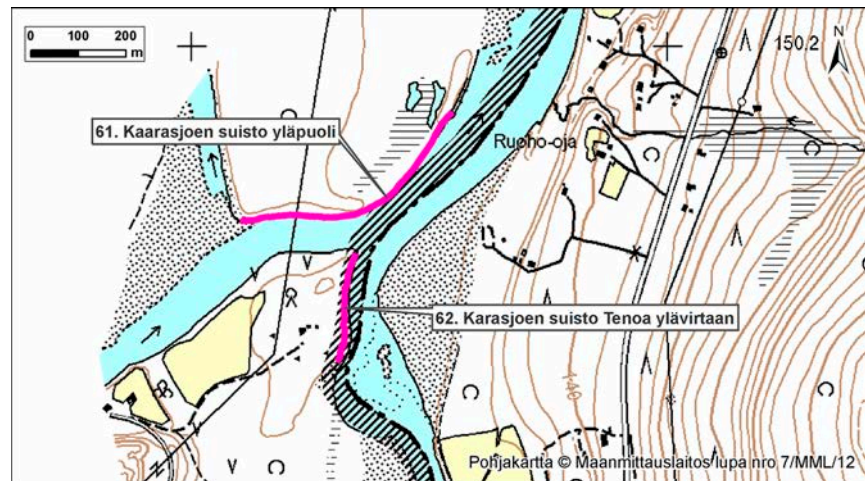 0 100 200
m
N
150.2
61. Kaarasjoen suisto yläpuoli
Ruoho-oja
62. Karasjoen suisto Tenoa ylävirtaan
140
Pohjakartta © Maanmittauslaitos lupa nro 7/MML/12